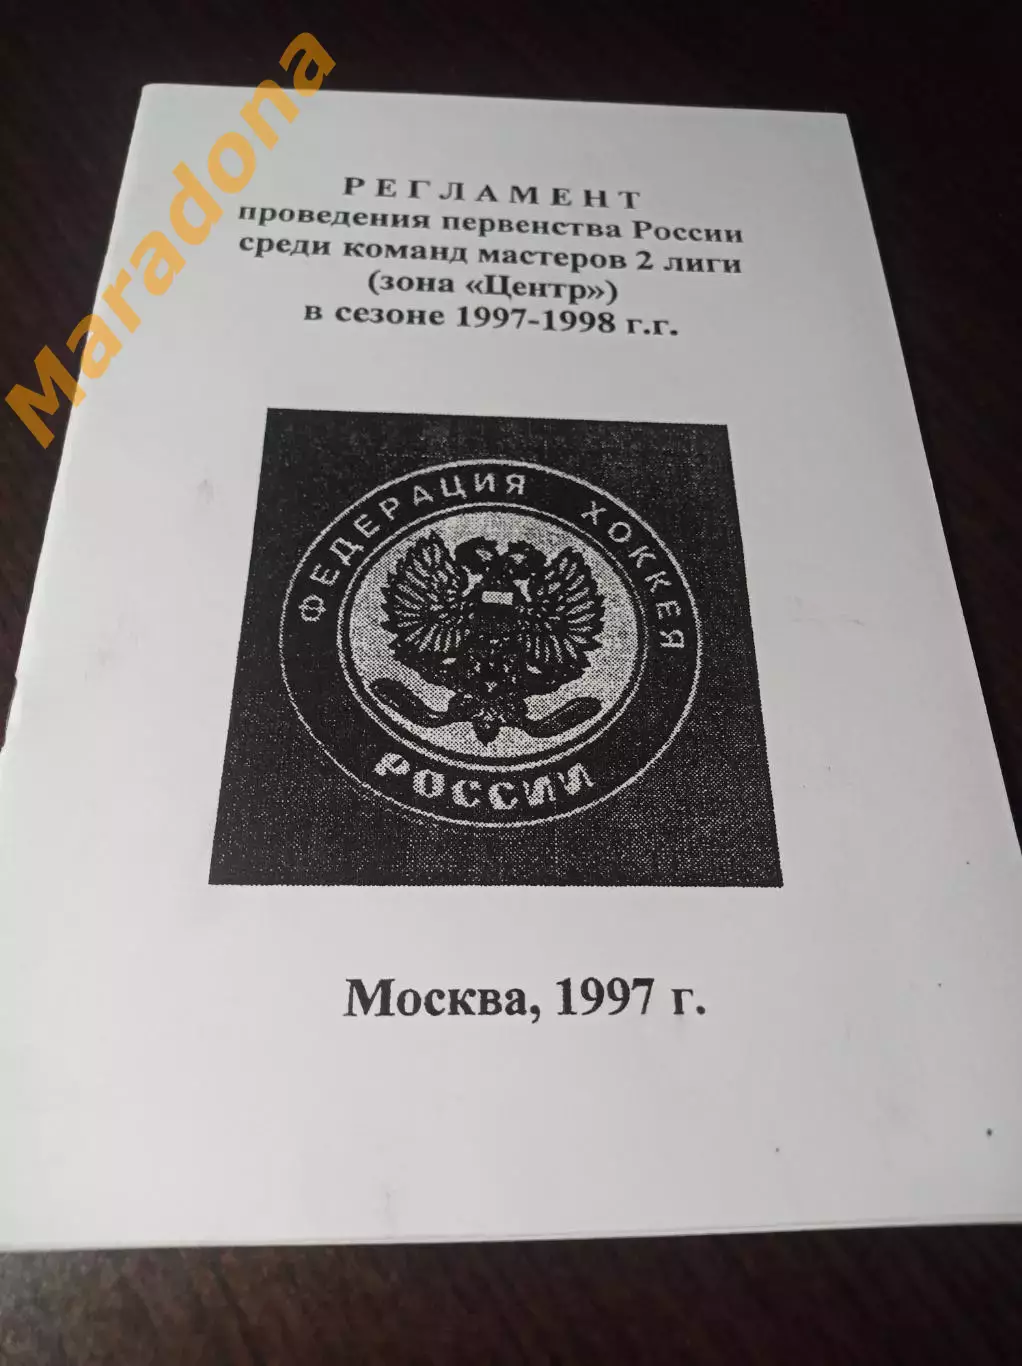 Maradona
РЕГЛАМЕНТ
проведения первенства России
среди команд мастеров 2 лиги
(зона «Центр»)
в сезоне 1997-1998 г.г.
ФЕДЕРАЦИЯ ХОККЕЯ
РОССИИ
Москва, 1997 г.